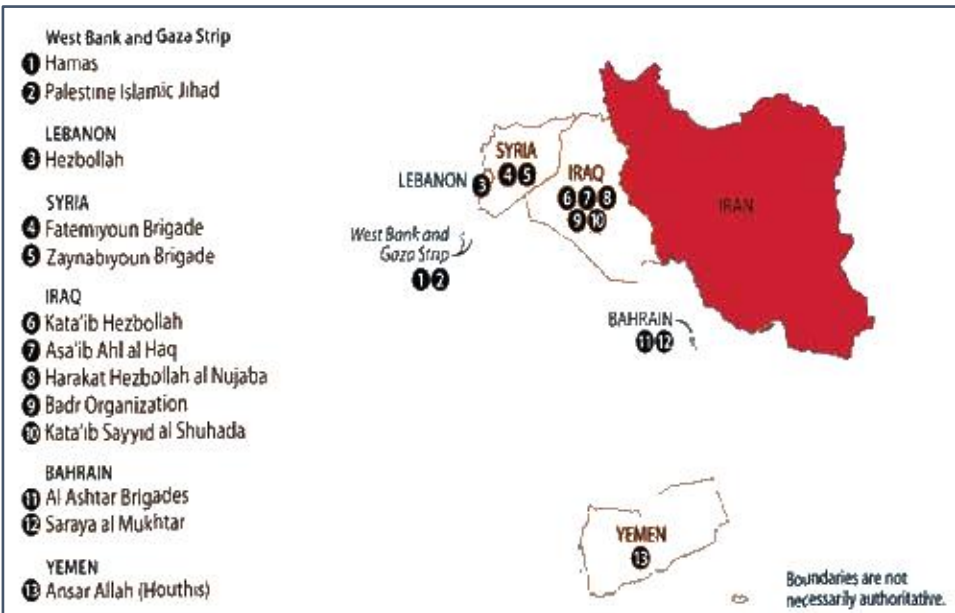 West Bank and Gaza Strip
1 Hamas
2 Palestine Islamic Jihad
LEBANON
3 Hezbollah
SYRIA
4 Fatemiyoun Brigade
5 Zaynabiyoun Brigade
IRAQ
6 Kata'ib Hezbollah
7 Asa'ib Ahl al Haq
8 Harakat Hezbollah al Nujaba
9 Badr Organization
10 Kata'ib Sayyid al Shuhada
BAHRAIN
11 Al Ashtar Brigades
12 Saraya al Mukhtar
YEMEN
13 Ansar Allah (Houthis)
SYRIA
4 5
LEBANON 3
IRAQ
6 7 8
9 10
IRAN
West Bank and
Gaza Strip
1 2
BAHRAIN
11 12
YEMEN
13
Boundaries are not
necessarily authoritative.